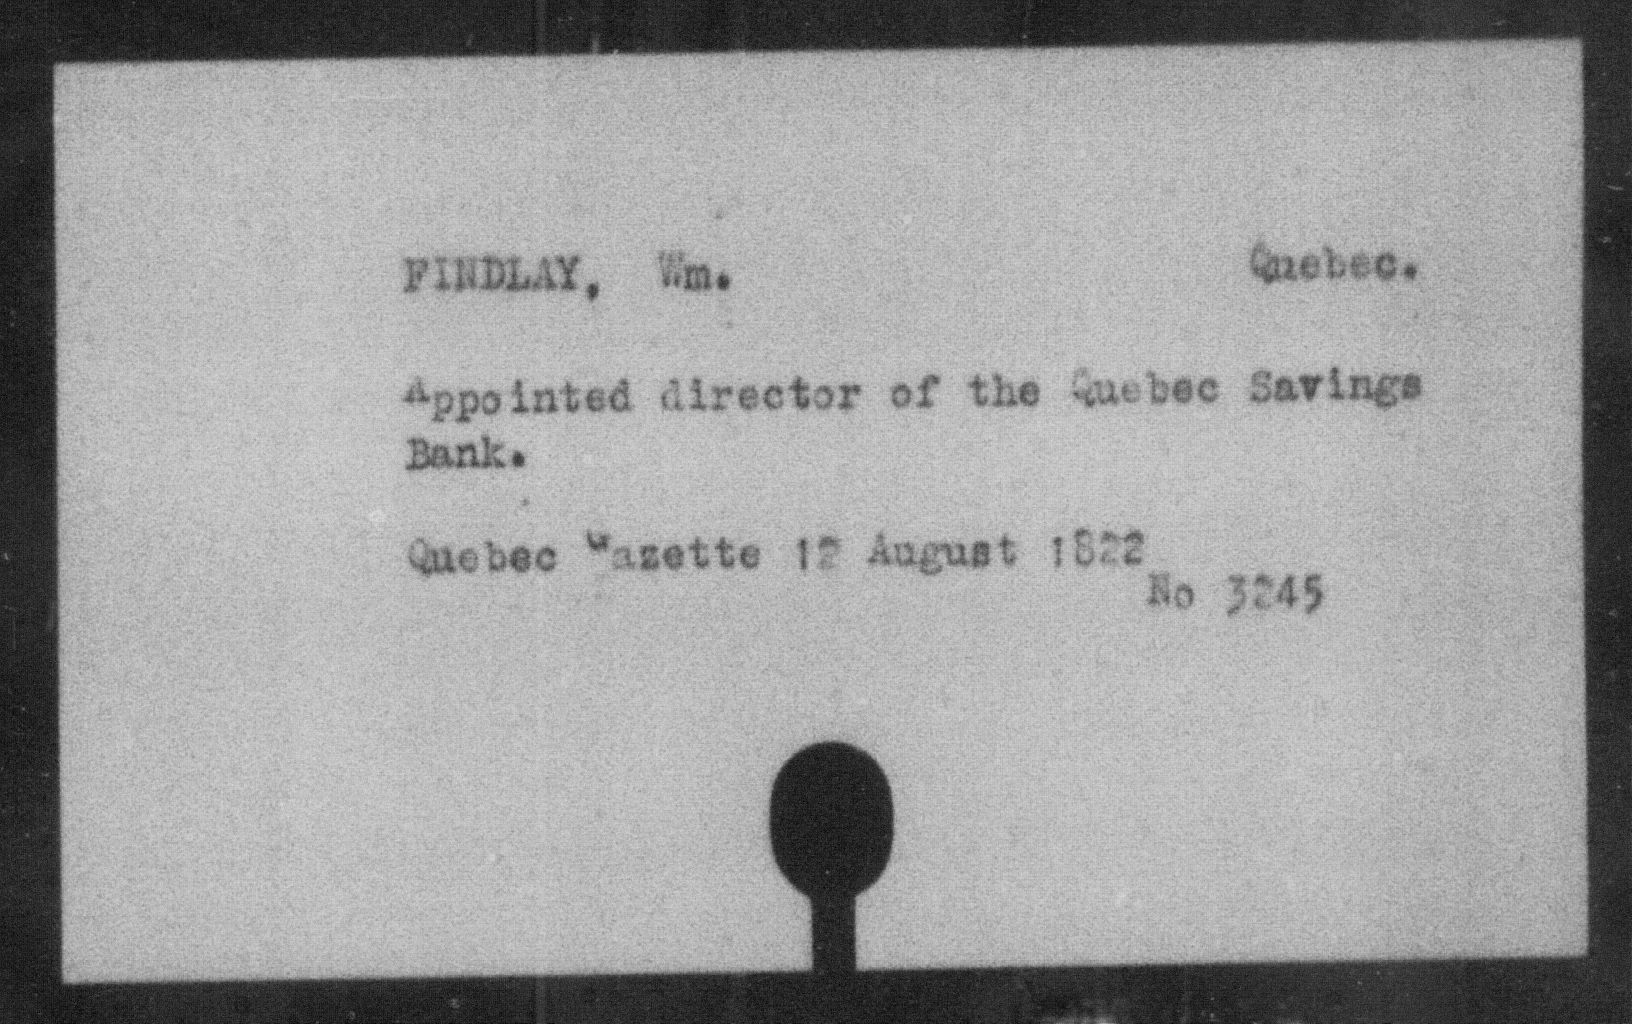 FINDLAY, Wm. Quebec.
Appointed director of the Quebec Savings
Bank.
Quebec Gazette 12 August 1822
No 3245